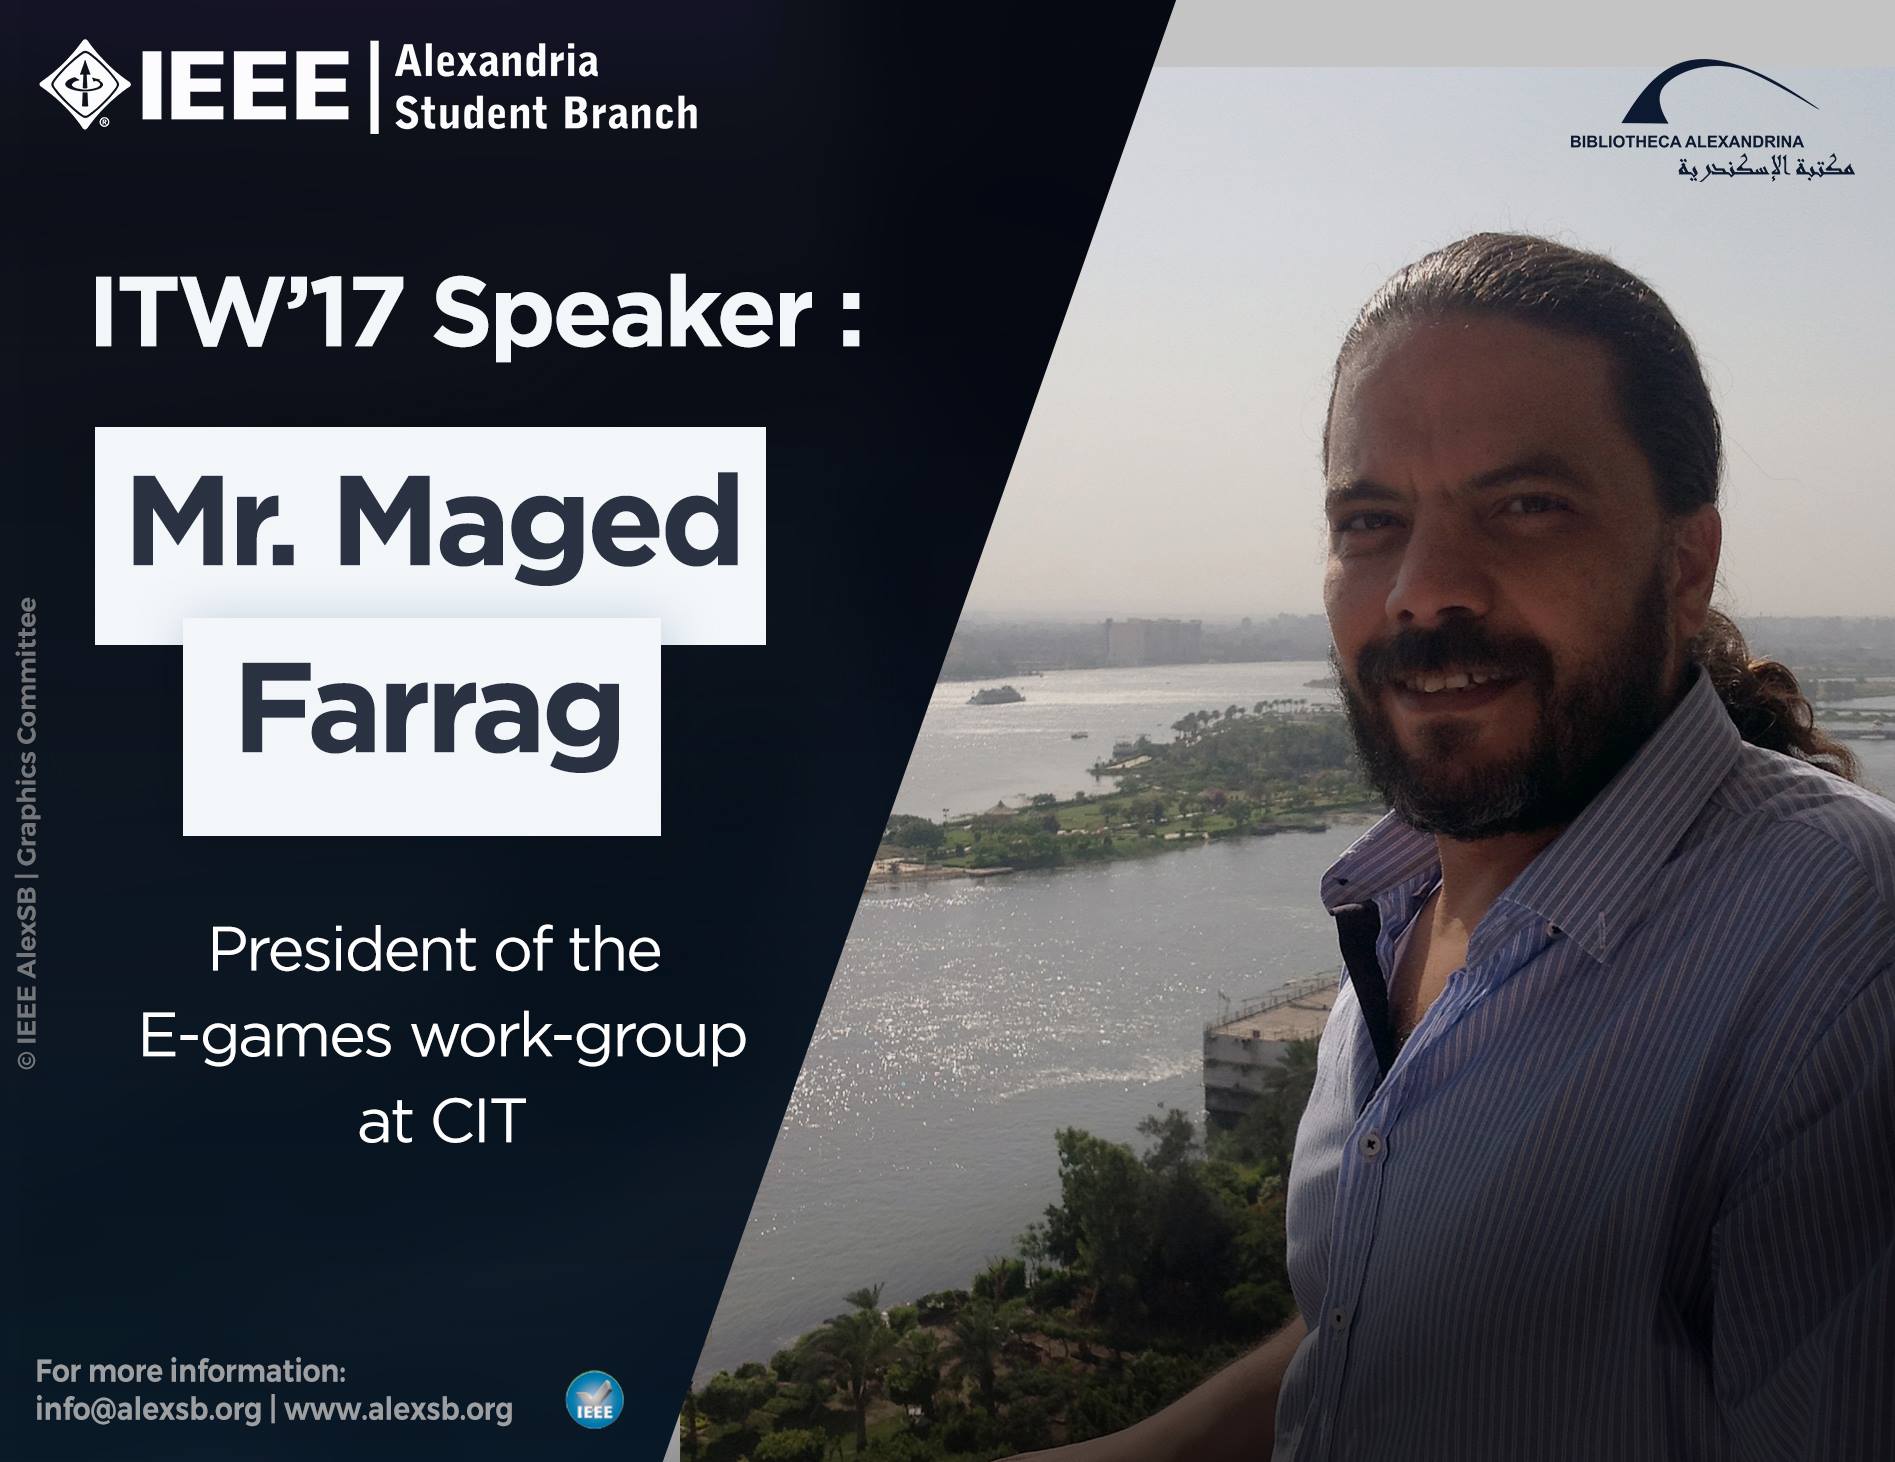 IEEE
Alexandria
Student Branch
BIBLIOTHECA ALEXANDRINA
مكتبة الإسكندرية
ITW’17 Speaker :
Mr. Maged
Farrag
President of the
E-games work-group
at CIT
© IEEE AlexSB | Graphics Committee
For more information:
info@alexsb.org | www.alexsb.org
IEEE